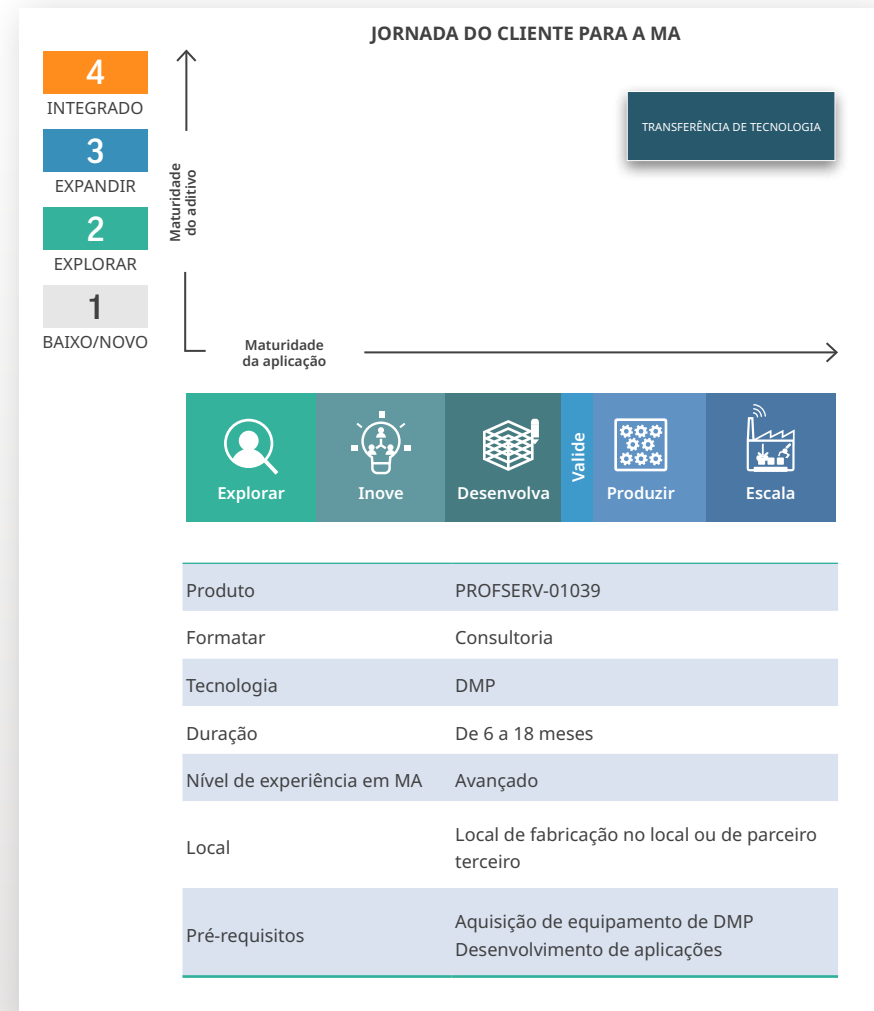 JORNADA DO CLIENTE PARA A MA
4
INTEGRADO
3
EXPANDIR
2
EXPLORAR
1
BAIXO/NOVO
Maturidade
do aditivo
TRANSFERÊNCIA DE TECNOLOGIA
Maturidade
da aplicação
Explorar
Inove
Desenvolva
Valide
Produzir
Escala
Produto PROFSERV-01039
Formatar Consultoria
Tecnologia DMP
Duração De 6 a 18 meses
Nível de experiência em MA Avançado
Local Local de fabricação no local ou de parceiro
terceiro
Pré-requisitos Aquisição de equipamento de DMP
Desenvolvimento de aplicações